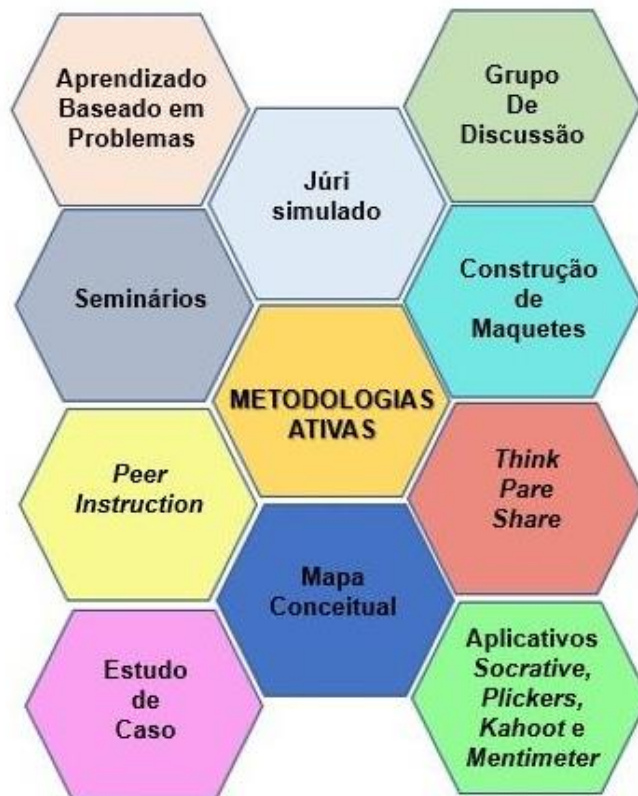 Aprendizado
Baseado em
Problemas
Grupo
De
Discussão
Júri
simulado
Seminários
Construção
de
Maquetes
METODOLOGIAS
ATIVAS
Peer
Instruction
Think
Pare
Share
Mapa
Conceitual
Estudo
de
Caso
Aplicativos
Socrative,
Plickers,
Kahoot e
Mentimeter